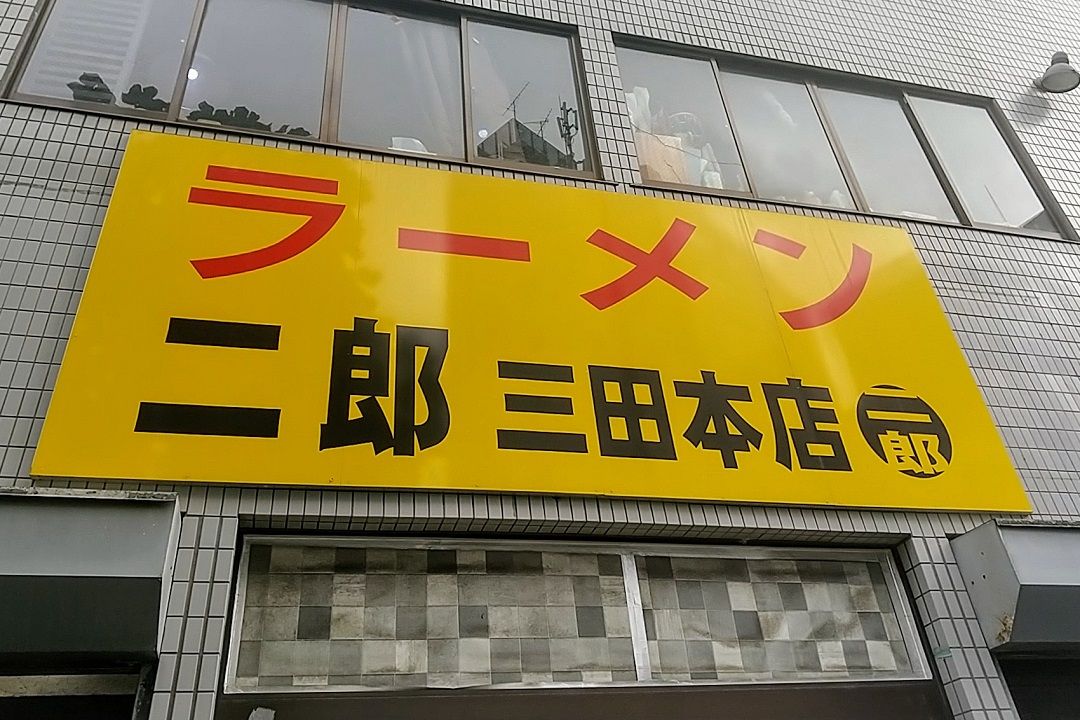 ラーメン
二郎 三田本店 二郎